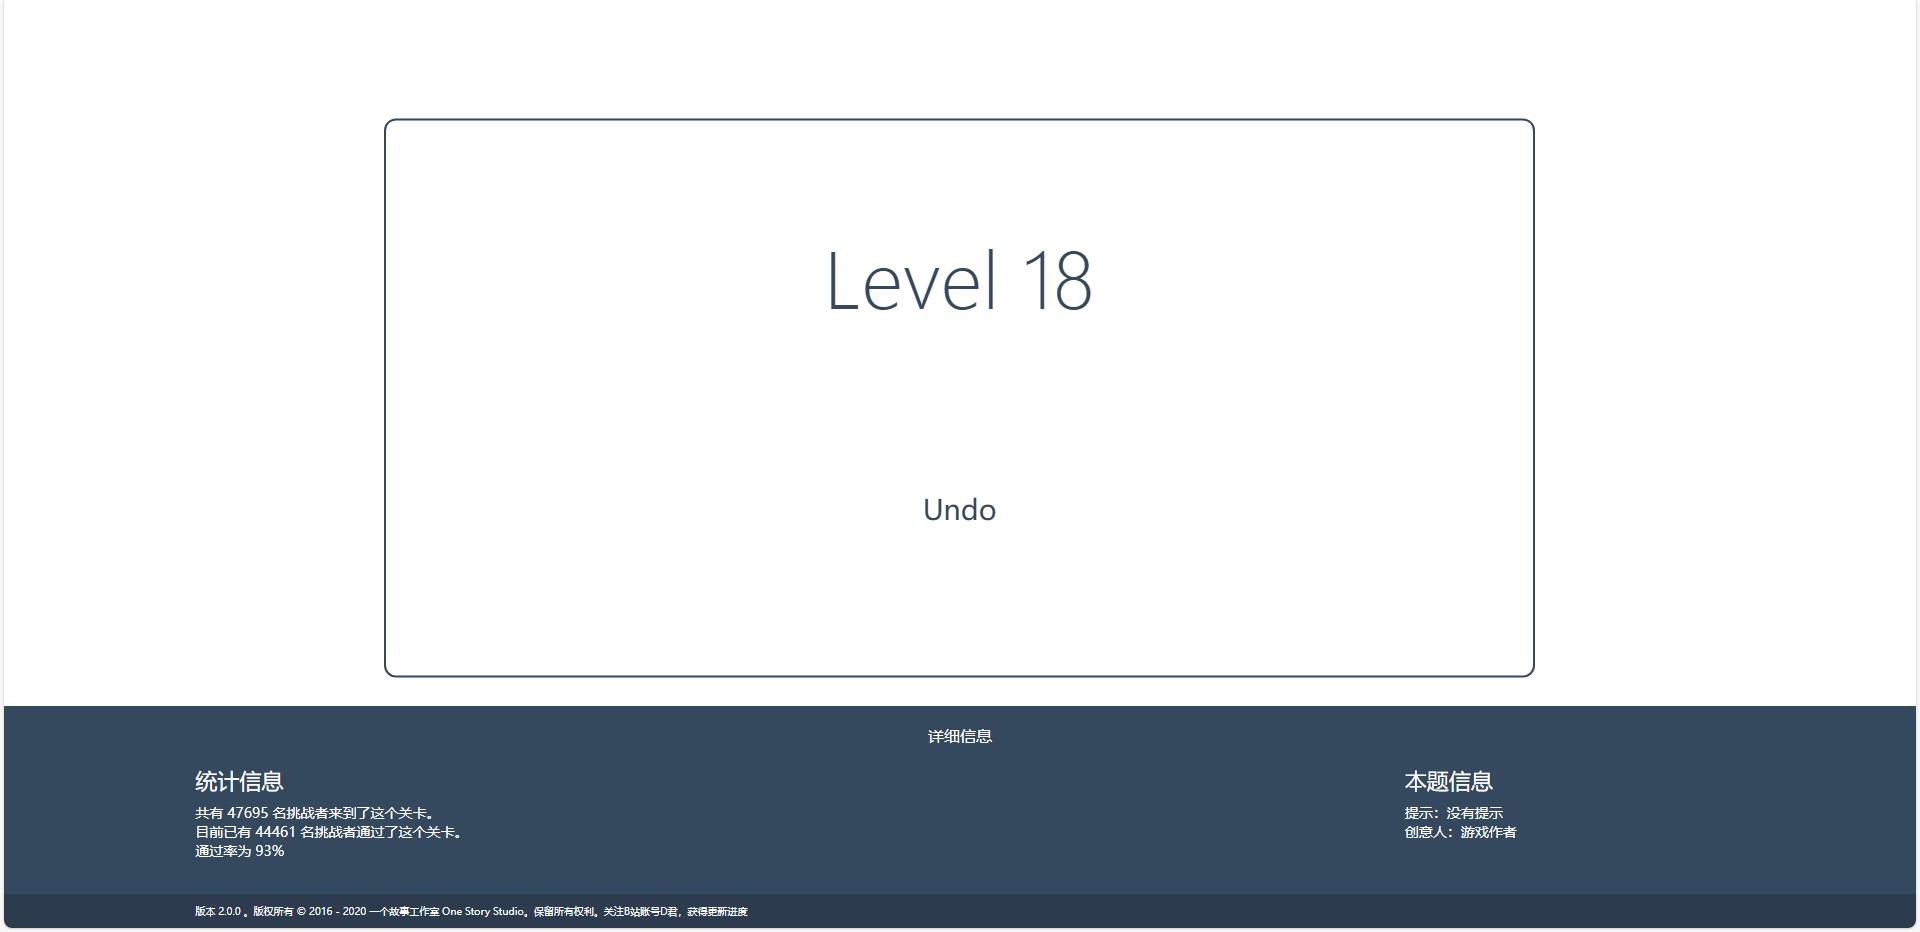 Level 18
Undo
详细信息
统计信息
共有 47695 名挑战者来到了这个关卡。
目前已有 44461 名挑战者通过了这个关卡。
通过率为 93%
本题信息
提示：没有提示
创意人：游戏作者
版本 2.0.0 。版权所有 © 2016 - 2020 一个故事工作室 One Story Studio。保留所有权利。关注B站账号D君，获得更新进度